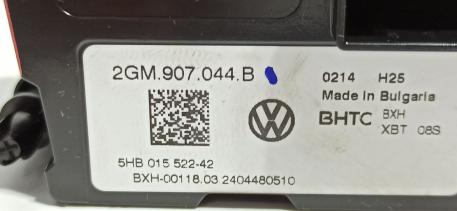 2GM.907.044.B
0214 H25
Made in Bulgaria
BHTC BXH
XBT 08S
5HB 015 522-42
BXH-00118.03 2404480510